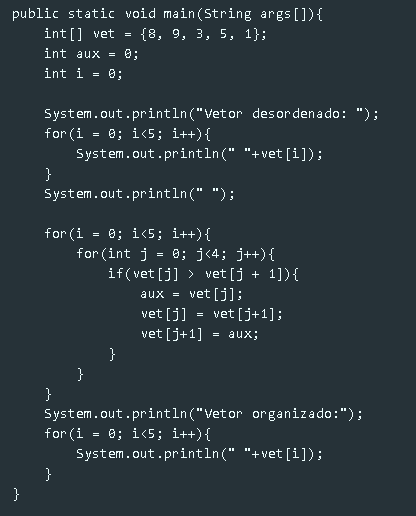 public static void main(String args[]){
    int[] vet = {8, 9, 3, 5, 1};
    int aux = 0;
    int i = 0;

    System.out.println("Vetor desordenado: ");
    for(i = 0; i<5; i++){
        System.out.println(" "+vet[i]);
    }
    System.out.println(" ");

    for(i = 0; i<5; i++){
        for(int j = 0; j<4; j++){
            if(vet[j] > vet[j + 1]){
                aux = vet[j];
                vet[j] = vet[j+1];
                vet[j+1] = aux;
            }
        }
    }
    System.out.println("Vetor organizado:");
    for(i = 0; i<5; i++){
        System.out.println(" "+vet[i]);
    }
}